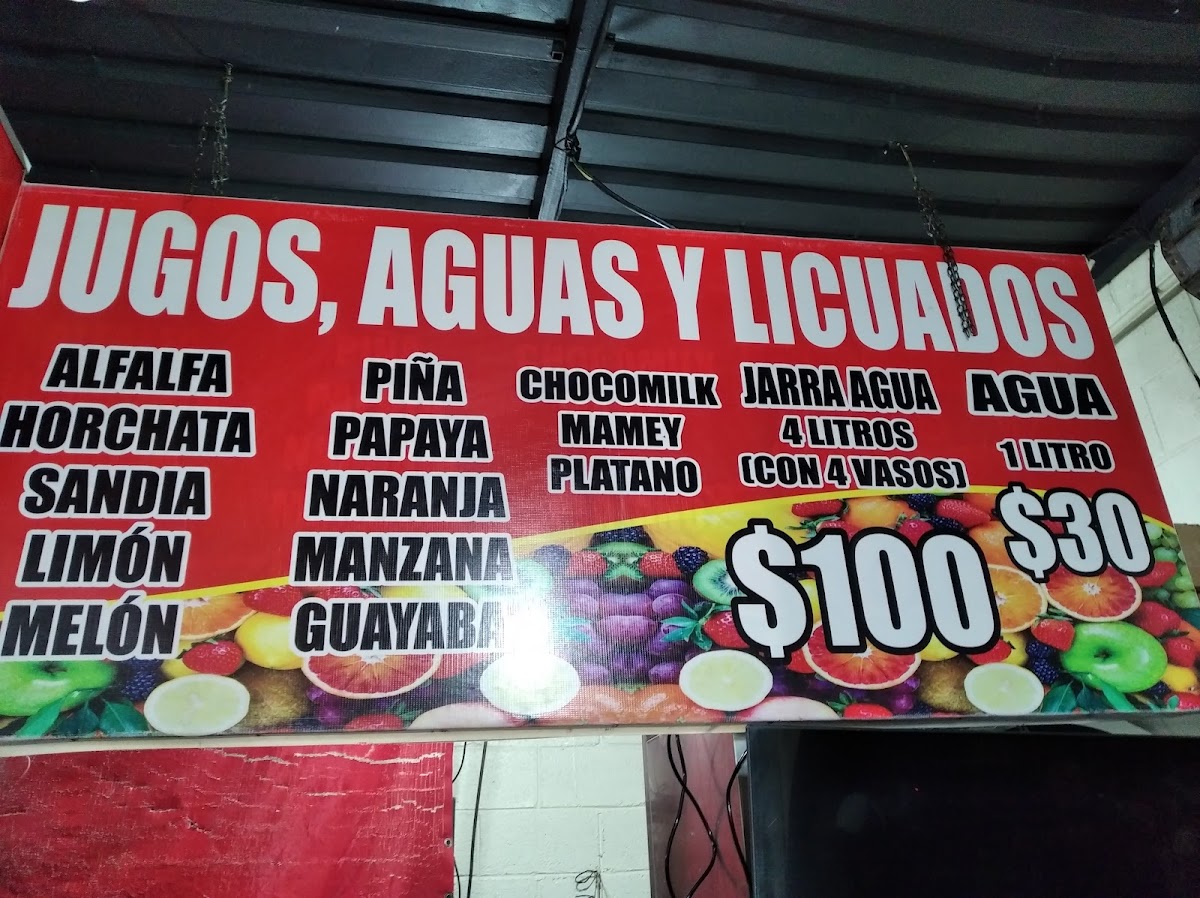 JUGOS, AGUAS Y LICUADOS
ALFALFA
HORCHATA
SANDIA
LIMÓN
MELÓN
PIÑA
PAPAYA
NARANJA
MANZANA
GUAYABA
CHOCOMILK
MAMEY
PLATANO
JARRA AGUA
4 LITROS
(CON 4 VASOS)
$100
AGUA
1 LITRO
$30